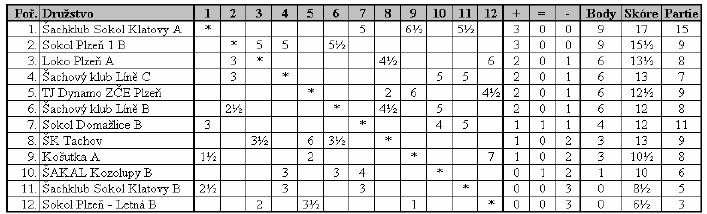 Poř. Družstvo 1 2 3 4 5 6 7 8 9 10 11 12 + = - Body Skóre Partie
1. Šachklub Sokol Klatovy A * 5 6½ 5½ 3 0 0 9 17 15
2. Sokol Plzeň 1 B * 5 5 5½ 3 0 0 9 15½ 9
3. Loko Plzeň A 3 * 4½ 6 2 0 1 6 13½ 8
4. Šachový klub Líně C 3 * 5 5 2 0 1 6 13 7
5. TJ Dynamo ZČE Plzeň * 2 6 4½ 2 0 1 6 12½ 9
6. Šachový klub Líně B 2½ * 4½ 5 2 0 1 6 12 8
7. Sokol Domažlice B 3 * 4 5 1 1 1 4 12 11
8. ŠK Tachov 3½ 6 3½ * 1 0 2 3 13 9
9. Košutka A 1½ 2 * 7 1 0 2 3 10½ 8
10. ŠAKAL Kozolupy B 3 3 4 * 0 1 2 1 10 6
11. Šachklub Sokol Klatovy B 2½ 3 3 * 0 0 3 0 8½ 5
12. Sokol Plzeň - Letná B 2 3½ 1 * 0 0 3 0 6½ 3